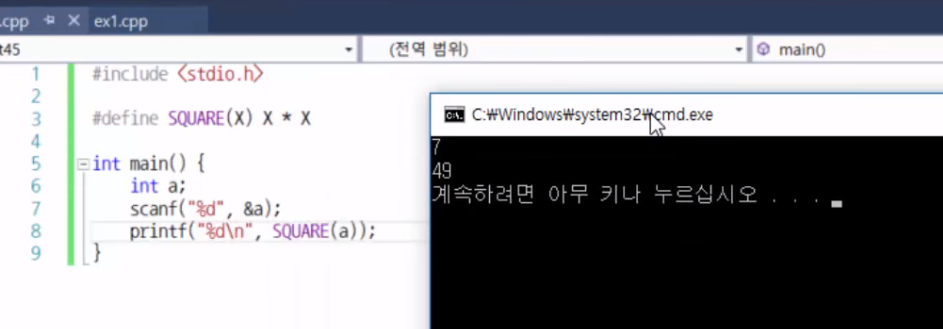 .cpp ex1.cpp
t45 (전역 범위) main()
1 #include <stdio.h>
2
3 #define SQUARE(X) X * X
4
5 int main() {
6 int a;
7 scanf("%d", &a);
8 printf("%d\n", SQUARE(a));
9 }
C:₩Windows₩system32₩cmd.exe
7
49
계속하려면 아무 키나 누르십시오 . . .